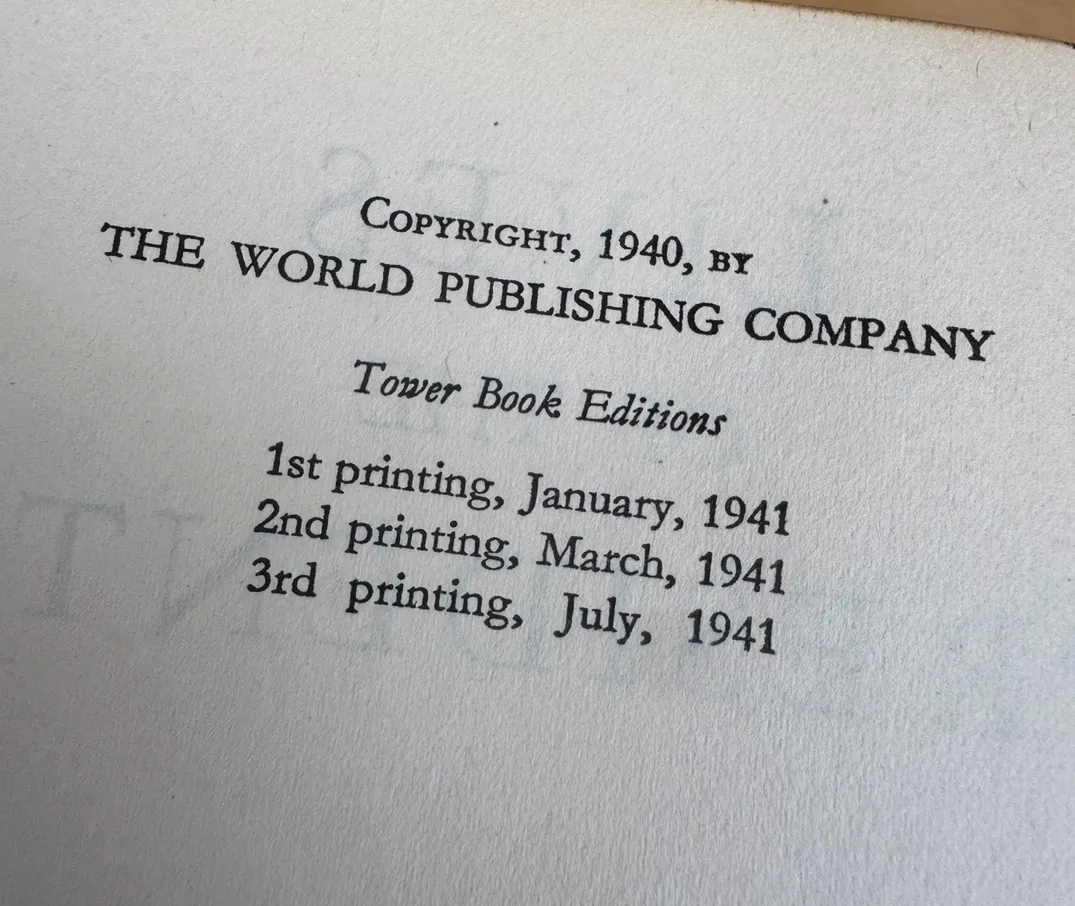 COPYRIGHT, 1940, BY
THE WORLD PUBLISHING COMPANY
Tower Book Editions
1st printing, January, 1941
2nd printing, March, 1941
3rd printing, July, 1941